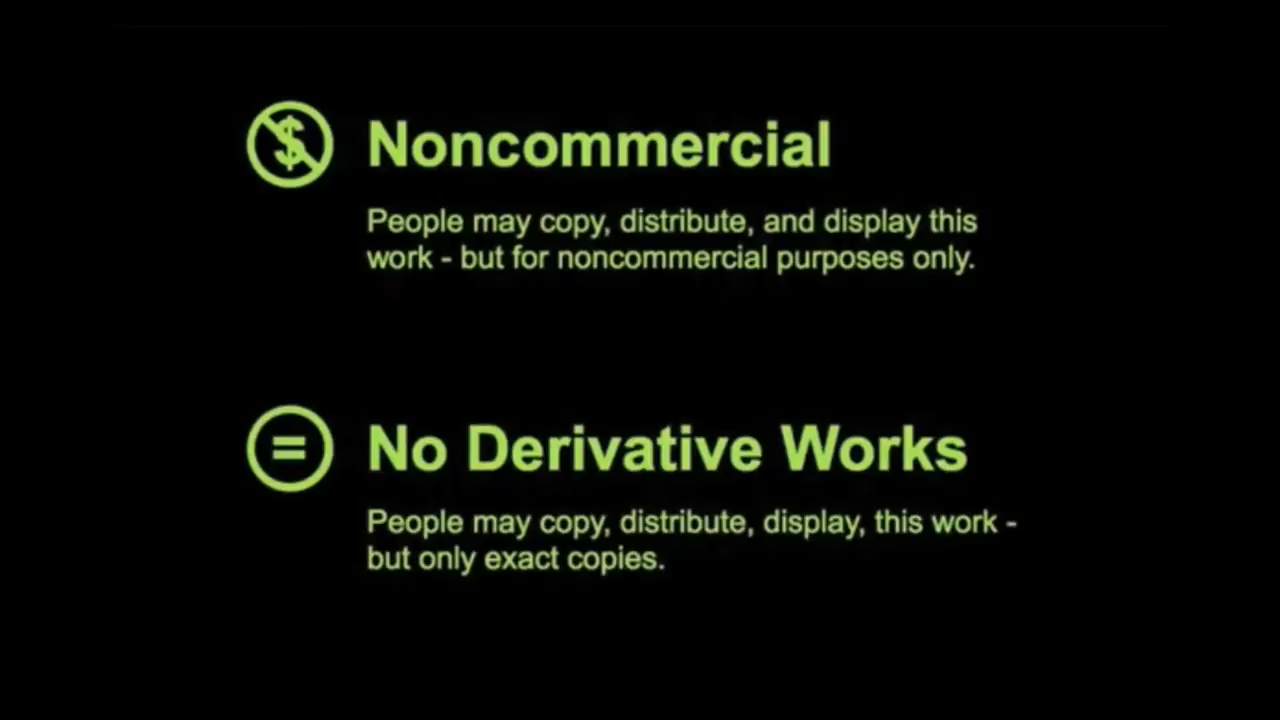 Noncommercial
People may copy, distribute, and display this
work - but for noncommercial purposes only.
No Derivative Works
People may copy, distribute, display, this work -
but only exact copies.